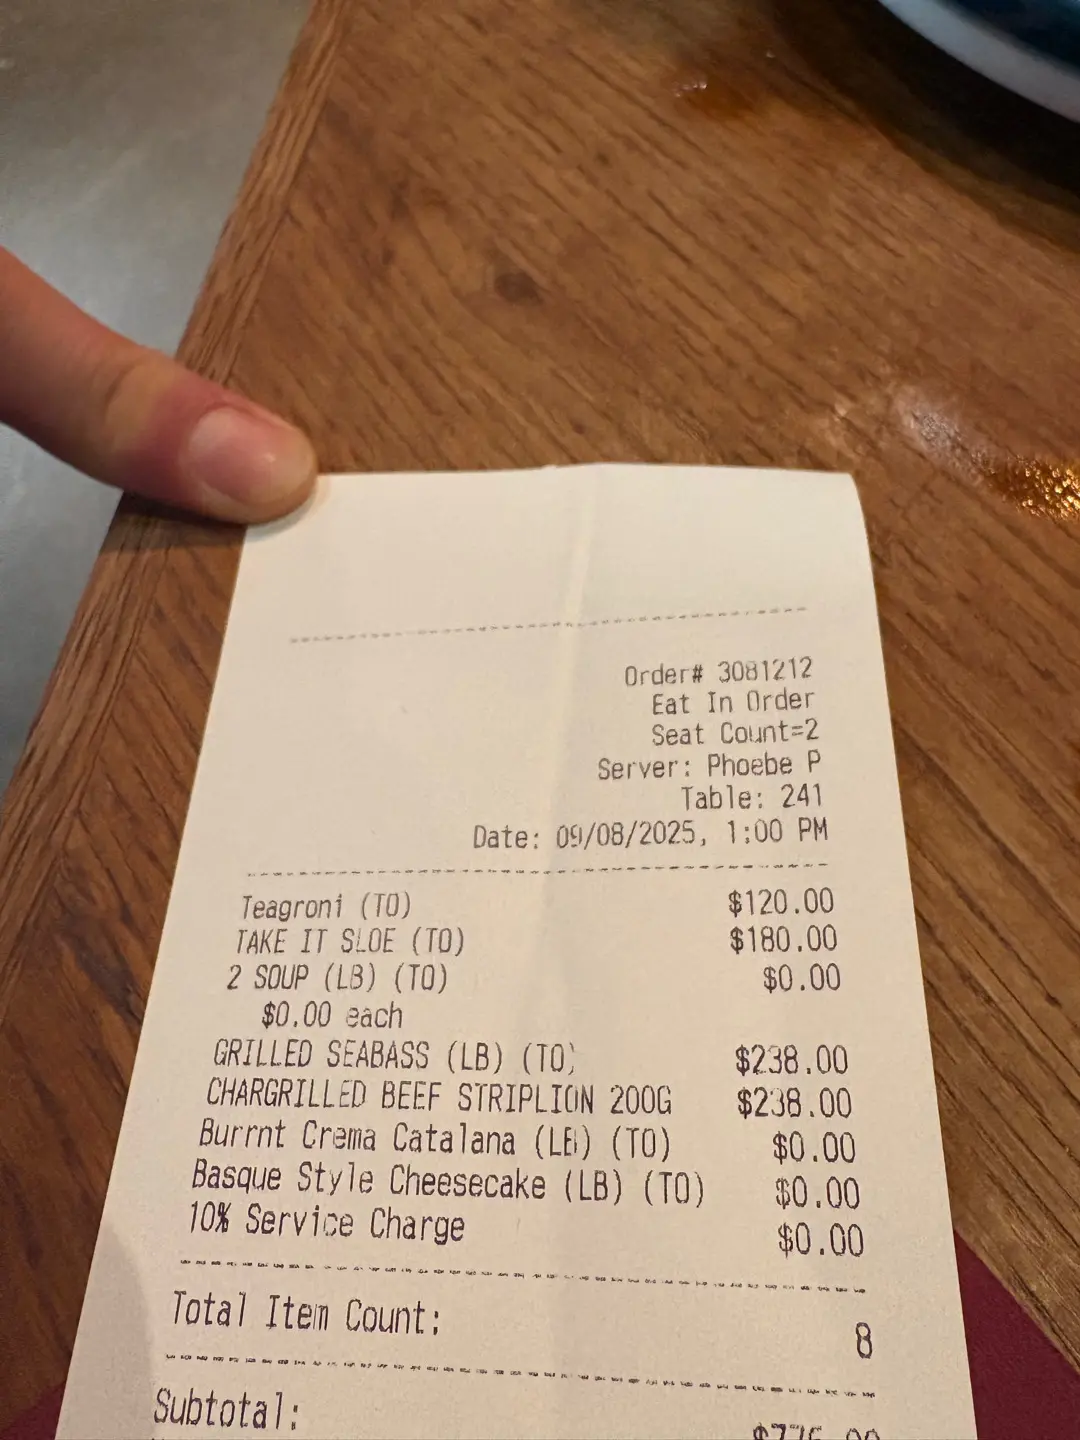 Order# 3081212
Eat In Order
Seat Count=2
Server: Phoebe P
Table: 241
Date: 09/08/2025, 1:00 PM
Teagroni (TO) $120.00
TAKE IT SLOE (TO) $180.00
2 SOUP (LB) (TO) $0.00
$0.00 each
GRILLED SEABASS (LB) (TO) $238.00
CHARGRILLED BEEF STRIPLION 200G $238.00
Burrnt Crema Catalana (LB) (TO) $0.00
Basque Style Cheesecake (LB) (TO) $0.00
10% Service Charge $0.00
Total Item Count: 8
Subtotal: $776.00